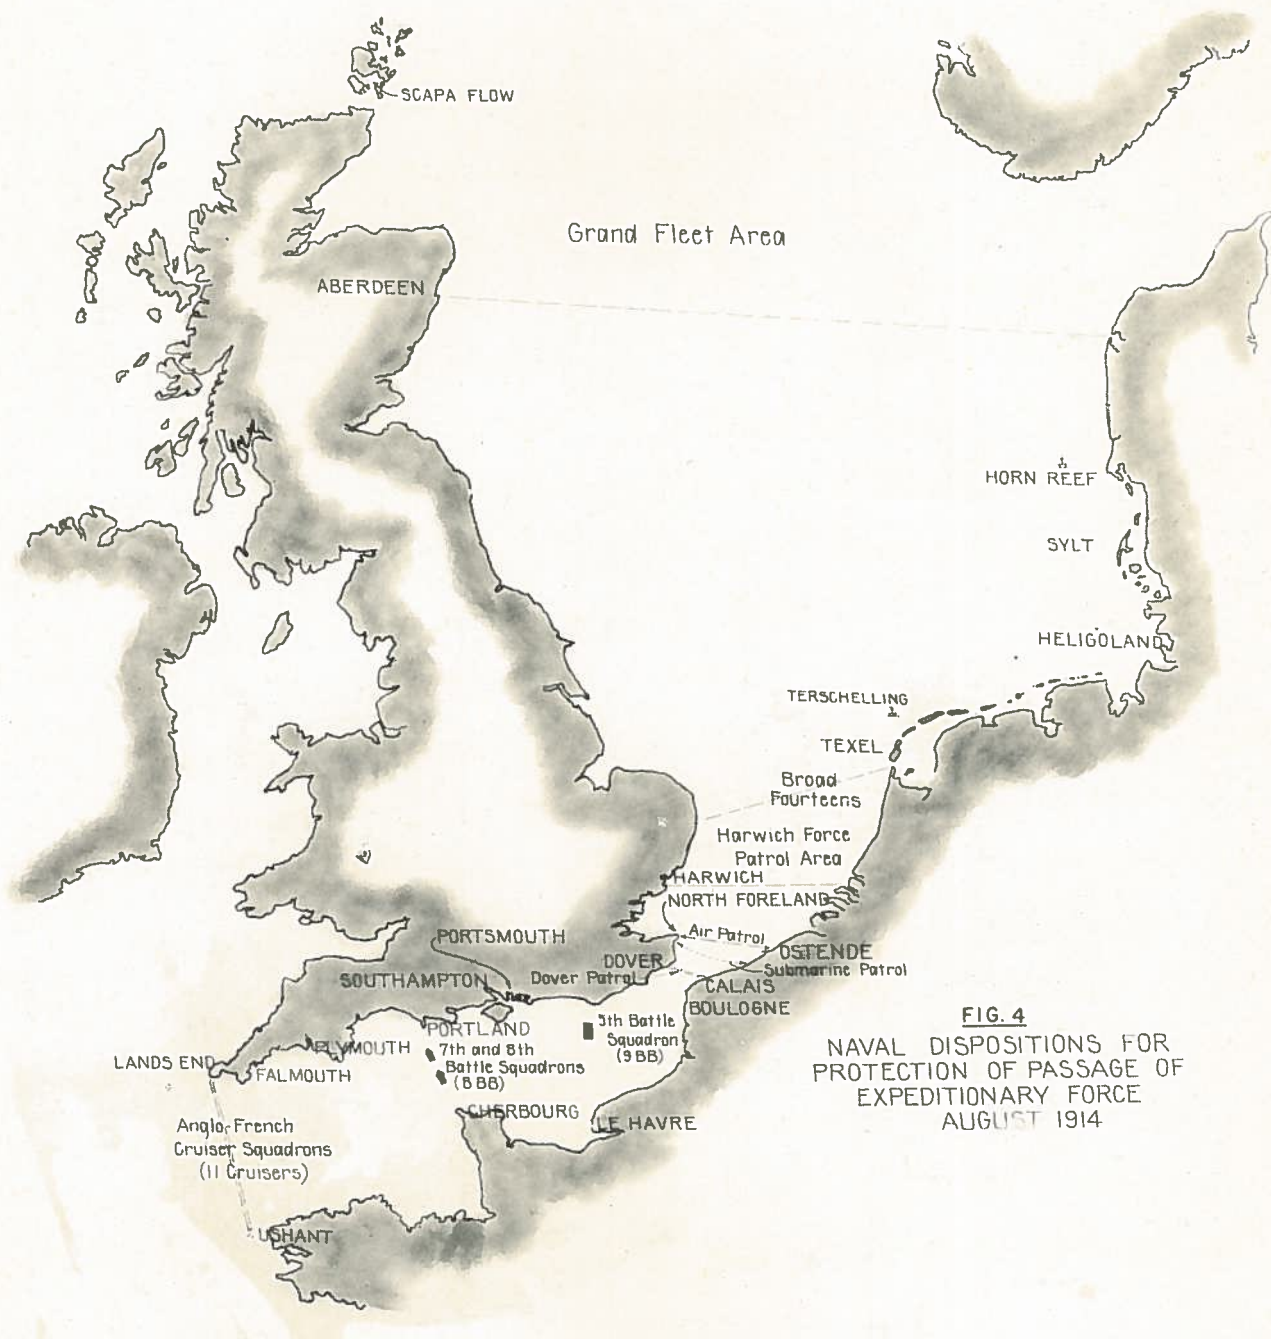 SCAPA FLOW
Grand Fleet Area
ABERDEEN
HORN REEF
SYLT
HELIGOLAND
TERSCHELLING
TEXEL
Broad
Fourteens
Harwich Force
Patrol Area
HARWICH
NORTH FORELAND
Air Patrol
PORTSMOUTH
OSTENDE
DOVER
Submarine Patrol
SOUTHAMPTON
Dover Patrol
CALAIS
BOULOGNE
5th Battle
Squadron
(9 BB)
PORTLAND
PLYMOUTH
7th and 8th
Battle Squadrons
(8 BB)
LANDS END
FALMOUTH
CHERBOURG
LE HAVRE
Anglo-French
Cruiser Squadrons
(11 Cruisers)
USHANT
FIG. 4
NAVAL DISPOSITIONS FOR
PROTECTION OF PASSAGE OF
EXPEDITIONARY FORCE
AUGUST 1914